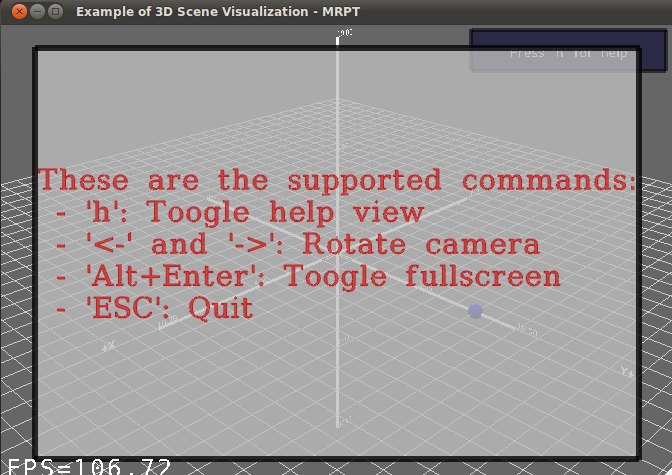 Example of 3D Scene Visualization - MRPT
Press 'h' for help
These are the supported commands:
- 'h': Toogle help view
- '<-' and '->': Rotate camera
- 'Alt+Enter': Toogle fullscreen
- 'ESC': Quit
+X
Y+
FPS=106.72